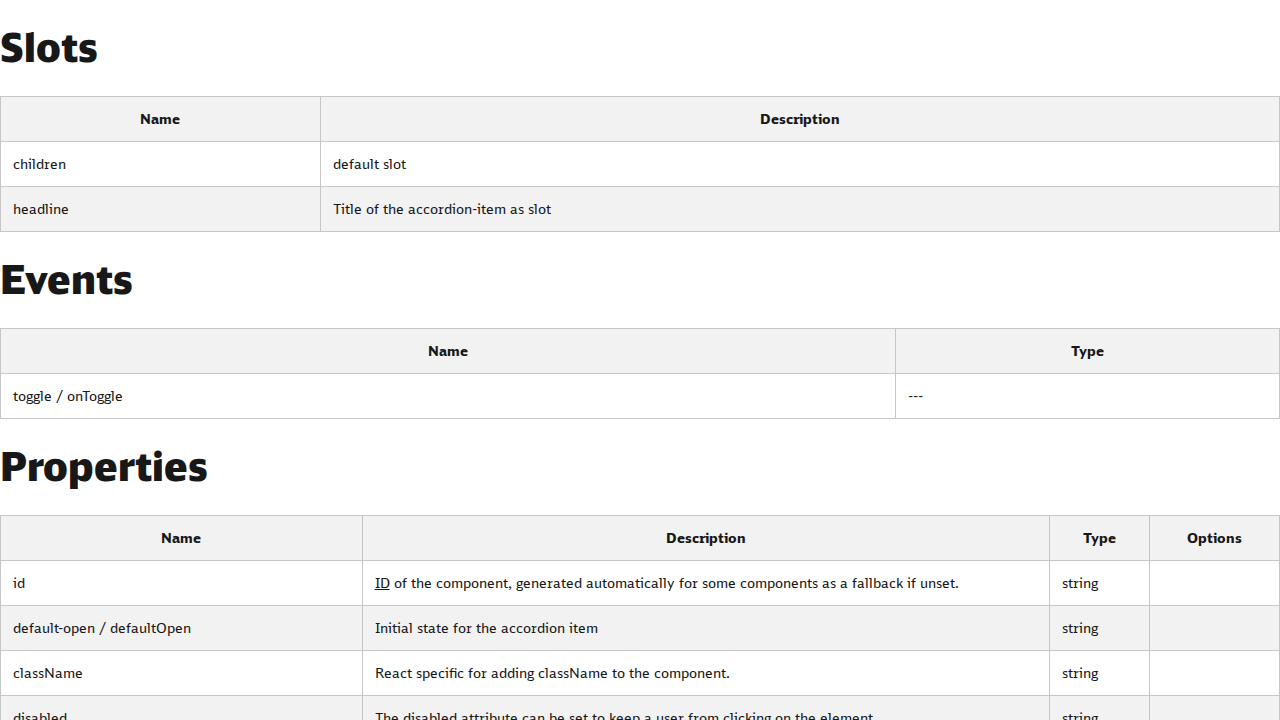 Slots
Name Description
children default slot
headline Title of the accordion-item as slot
Events
Name Type
toggle / onToggle ---
Properties
Name Description Type Options
id ID of the component, generated automatically for some components as a fallback if unset. string
default-open / defaultOpen Initial state for the accordion item string
className React specific for adding className to the component. string
disabled The disabled attribute can be set to keep a user from clicking on the element. string